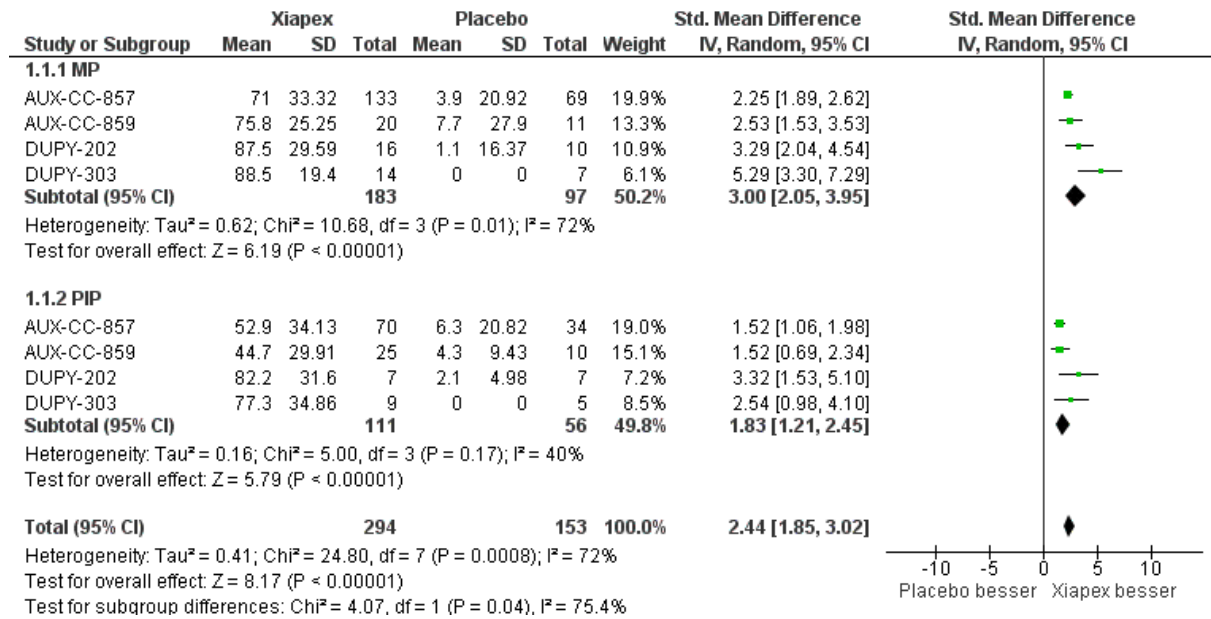 Xiapex Placebo Std. Mean Difference Std. Mean Difference
Study or Subgroup Mean SD Total Mean SD Total Weight IV, Random, 95% CI IV, Random, 95% CI
1.1.1 MP
AUX-CC-857 71 33.32 133 3.9 20.92 69 19.9% 2.25 [1.89, 2.62]
AUX-CC-859 75.8 25.25 20 7.7 27.9 11 13.3% 2.53 [1.53, 3.53]
DUPY-202 87.5 29.59 16 1.1 16.37 10 10.9% 3.29 [2.04, 4.54]
DUPY-303 88.5 19.4 14 0 0 7 6.1% 5.29 [3.30, 7.29]
Subtotal (95% CI) 183 97 50.2% 3.00 [2.05, 3.95]
Heterogeneity: Tau² = 0.62; Chi² = 10.68, df = 3 (P = 0.01); I² = 72%
Test for overall effect: Z = 6.19 (P < 0.00001)
1.1.2 PIP
AUX-CC-857 52.9 34.13 70 6.3 20.82 34 19.0% 1.52 [1.06, 1.98]
AUX-CC-859 44.7 29.91 25 4.3 9.43 10 15.1% 1.52 [0.69, 2.34]
DUPY-202 82.2 31.6 7 2.1 4.98 7 7.2% 3.32 [1.53, 5.10]
DUPY-303 77.3 34.86 9 0 0 5 8.5% 2.54 [0.98, 4.10]
Subtotal (95% CI) 111 56 49.8% 1.83 [1.21, 2.45]
Heterogeneity: Tau² = 0.16; Chi² = 5.00, df = 3 (P = 0.17); I² = 40%
Test for overall effect: Z = 5.79 (P < 0.00001)
Total (95% CI) 294 153 100.0% 2.44 [1.85, 3.02]
Heterogeneity: Tau² = 0.41; Chi² = 24.80, df = 7 (P = 0.0008); I² = 72%
Test for overall effect: Z = 8.17 (P < 0.00001)
Test for subgroup differences: Chi² = 4.07, df = 1 (P = 0.04), I² = 75.4%
-10 -5 0 5 10
Placebo besser Xiapex besser